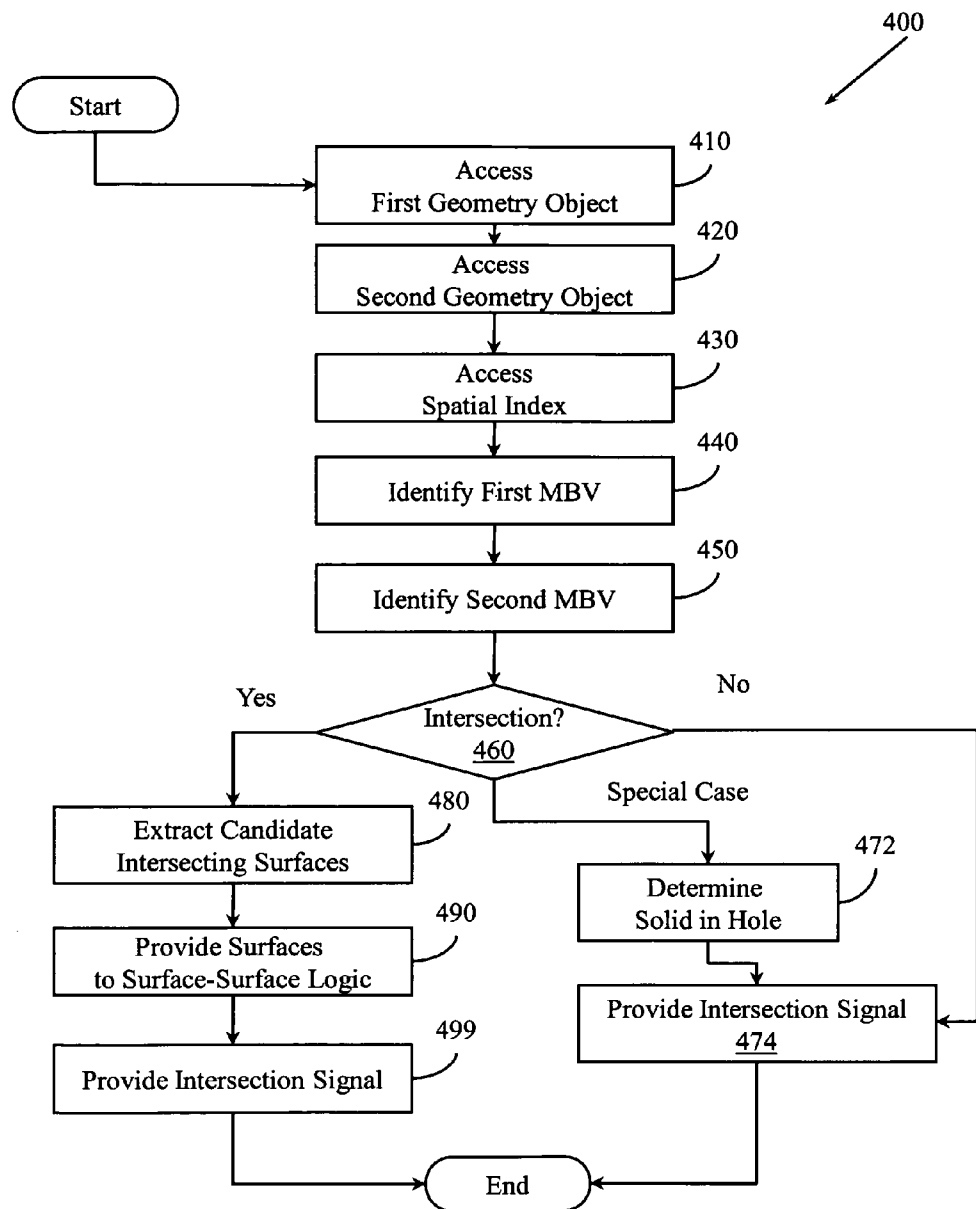 400
Start
410
Access
First Geometry Object
420
Access
Second Geometry Object
430
Access
Spatial Index
440
Identify First MBV
450
Identify Second MBV
Yes
No
Intersection?
460
Special Case
480
Extract Candidate
Intersecting Surfaces
472
Determine
Solid in Hole
490
Provide Surfaces
to Surface-Surface Logic
Provide Intersection Signal
474
499
Provide Intersection Signal
End